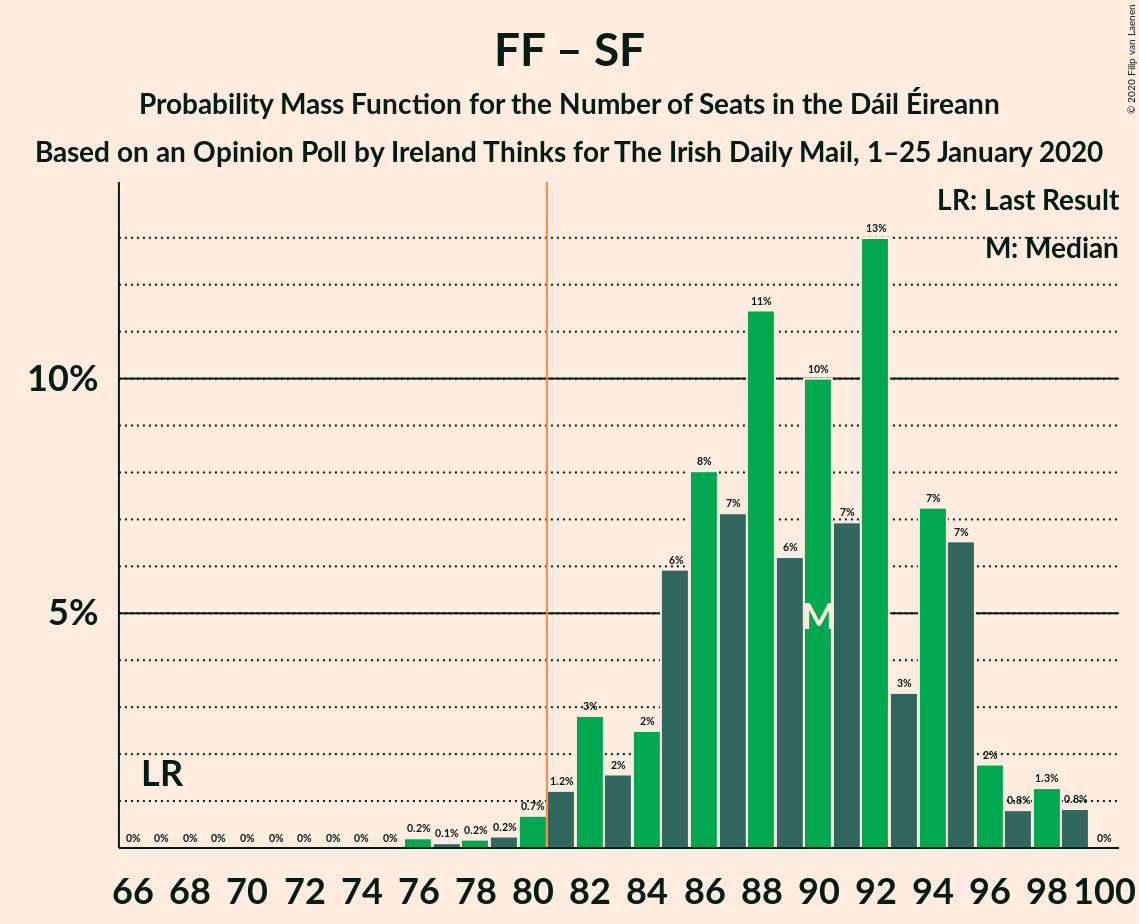 FF – SF
Probability Mass Function for the Number of Seats in the Dáil Éireann
Based on an Opinion Poll by Ireland Thinks for The Irish Daily Mail, 1–25 January 2020
© 2020 Filip van Laenen
LR: Last Result
M: Median
10%
5%
LR
M
0% 0% 0% 0% 0% 0% 0% 0% 0% 0% 0.2% 0.1% 0.2% 0.2% 0.7% 1.2% 3% 2% 2% 6% 8% 7% 11% 6% 10% 7% 13% 3% 7% 7% 2% 0.8% 1.3% 0.8% 0%
66 68 70 72 74 76 78 80 82 84 86 88 90 92 94 96 98 100